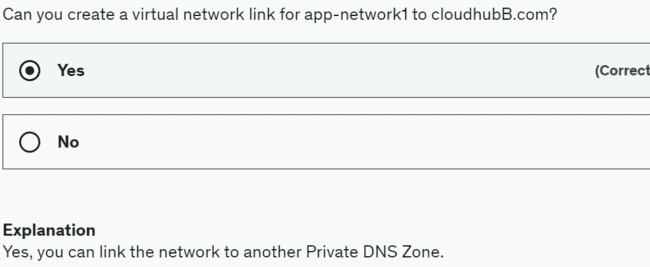 Can you create a virtual network link for app-network1 to cloudhubB.com?
Yes
(Correct
No
Explanation
Yes, you can link the network to another Private DNS Zone.